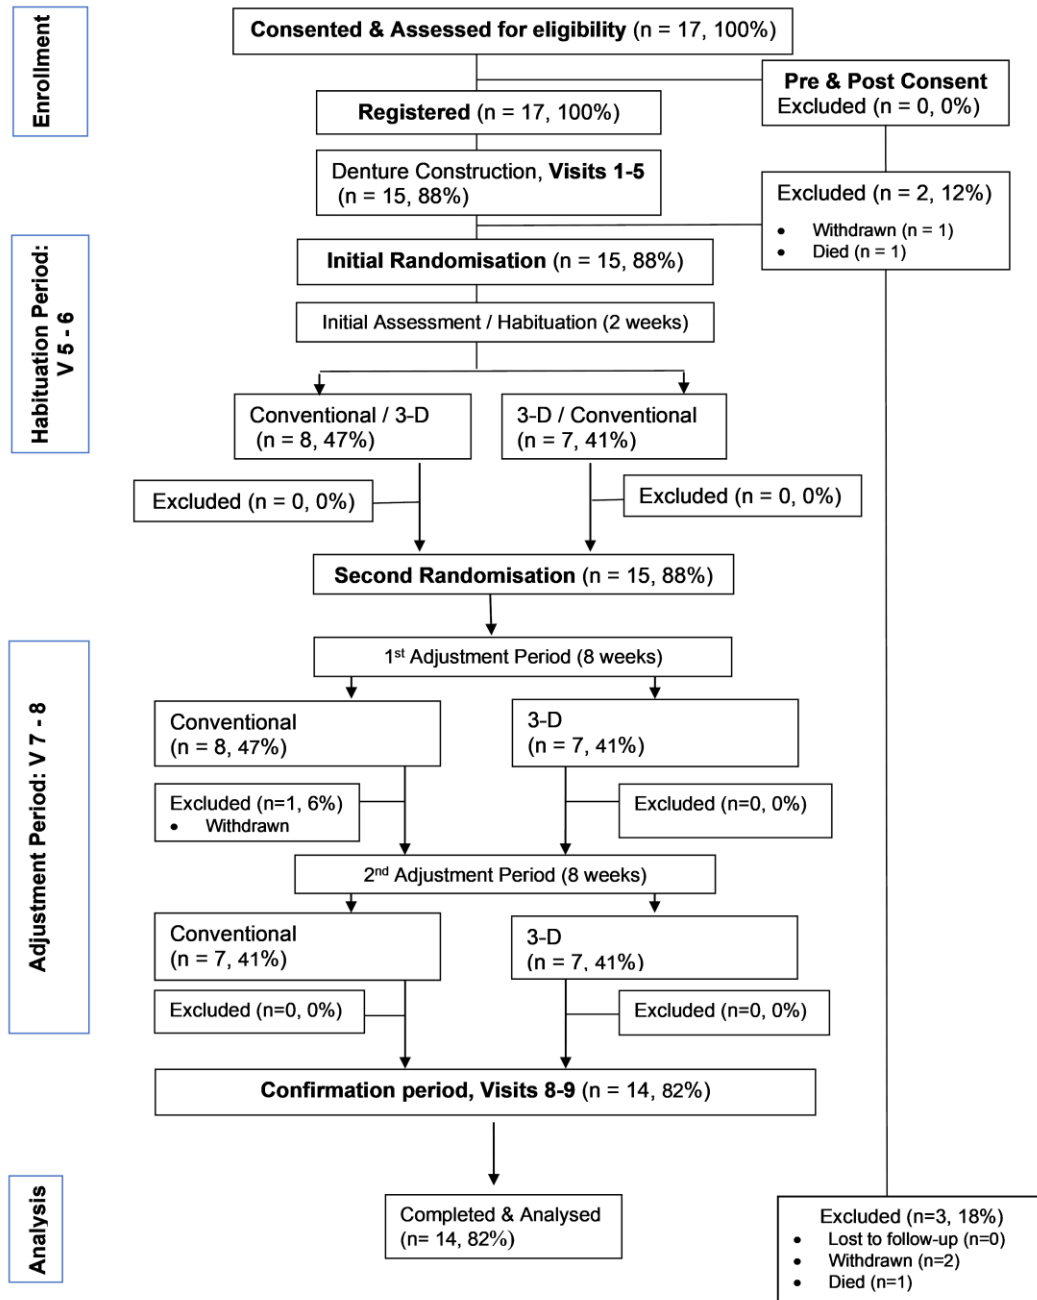 Enrollment
Consented & Assessed for eligibility (n = 17, 100%)
Pre & Post Consent
Excluded (n = 0, 0%)
Registered (n = 17, 100%)
Denture Construction, Visits 1-5
(n = 15, 88%)
Excluded (n = 2, 12%)
• Withdrawn (n = 1)
• Died (n = 1)
Habituation Period:
V 5 - 6
Initial Randomisation (n = 15, 88%)
Initial Assessment / Habituation (2 weeks)
Conventional / 3-D
(n = 8, 47%)
3-D / Conventional
(n = 7, 41%)
Excluded (n = 0, 0%)
Excluded (n = 0, 0%)
Second Randomisation (n = 15, 88%)
Adjustment Period: V 7 - 8
1st Adjustment Period (8 weeks)
Conventional
(n = 8, 47%)
3-D
(n = 7, 41%)
Excluded (n=1, 6%)
• Withdrawn
Excluded (n=0, 0%)
2nd Adjustment Period (8 weeks)
Conventional
(n = 7, 41%)
3-D
(n = 7, 41%)
Excluded (n=0, 0%)
Excluded (n=0, 0%)
Confirmation period, Visits 8-9 (n = 14, 82%)
Analysis
Completed & Analysed
(n= 14, 82%)
Excluded (n=3, 18%)
• Lost to follow-up (n=0)
• Withdrawn (n=2)
• Died (n=1)